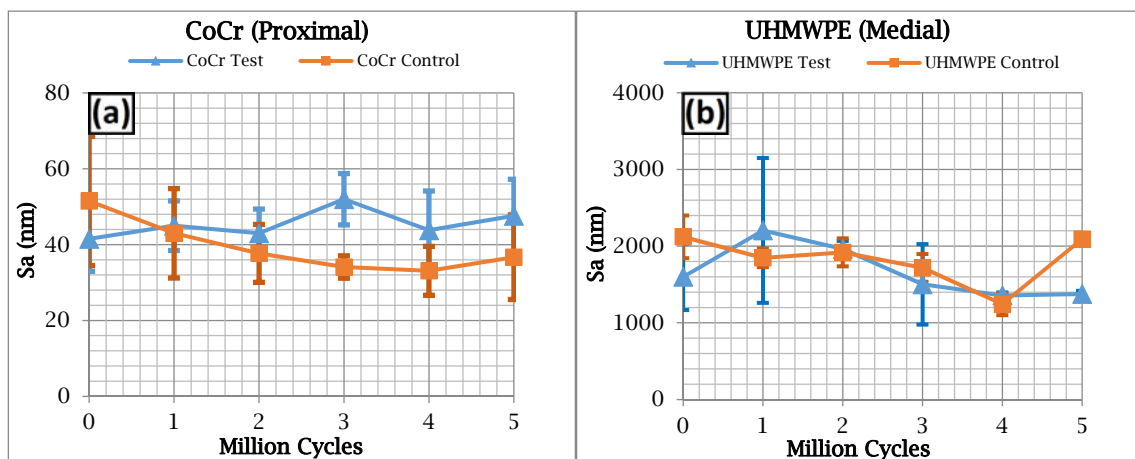 CoCr (Proximal)
CoCr Test
CoCr Control
80
60
40
20
0
Sa (nm)
(a)
0 1 2 3 4 5
Million Cycles
UHMWPE (Medial)
UHMWPE Test
UHMWPE Control
4000
3000
2000
1000
0
Sa (nm)
(b)
0 1 2 3 4 5
Million Cycles